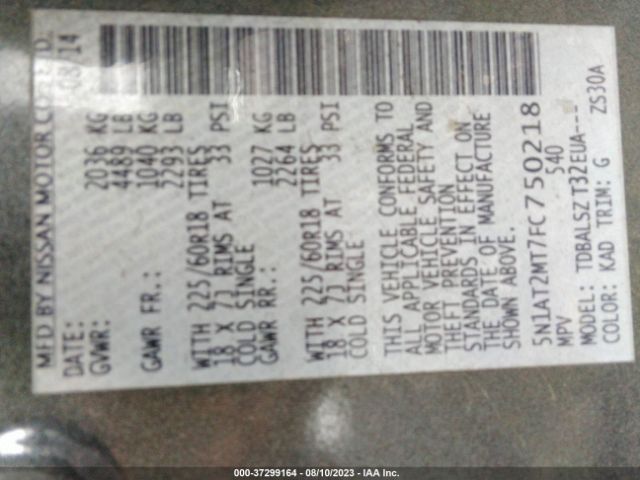 MFD BY NISSAN MOTOR CO., LTD.
DATE: 08/14
GVWR: 2036 KG
4489 LB
GAWR FR.: 1040 KG
2293 LB
WITH 225/60R18 TIRES
18 X 7J RIMS AT 33 PSI
COLD SINGLE
GAWR RR.: 1027 KG
2264 LB
WITH 225/60R18 TIRES
18 X 7J RIMS AT 33 PSI
COLD SINGLE
THIS VEHICLE CONFORMS TO
ALL APPLICABLE FEDERAL
MOTOR VEHICLE SAFETY AND
THEFT PREVENTION
STANDARDS IN EFFECT ON
THE DATE OF MANUFACTURE
SHOWN ABOVE.
5N1AT2MT7FC750218
MPV 540
MODEL: TDBALSZ T32EUA---
COLOR: KAD TRIM: G ZS30A
000-37299164 - 08/10/2023 - IAA Inc.